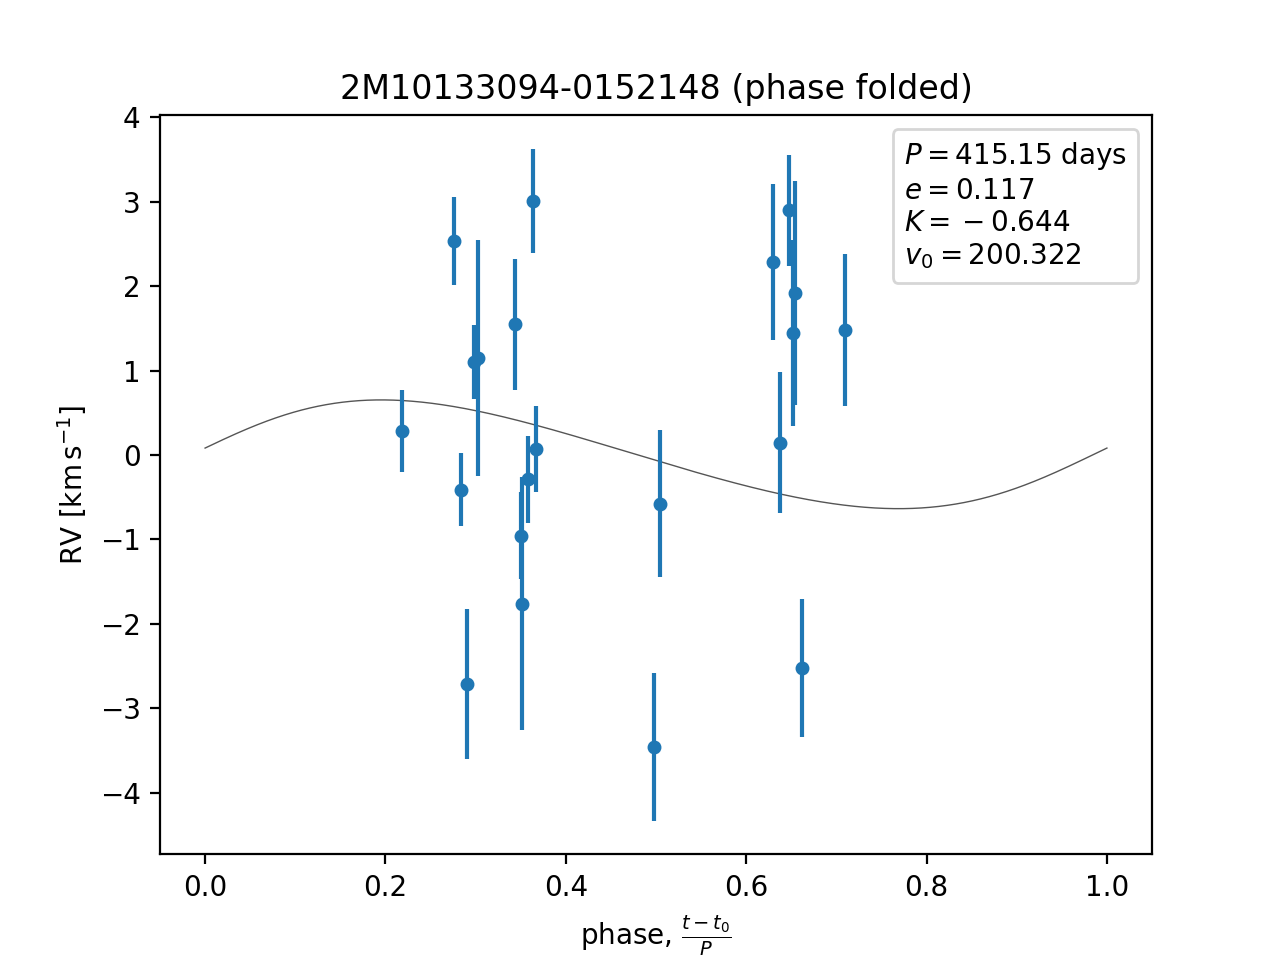 2M10133094-0152148 (phase folded)
P = 415.15 days
e = 0.117
K = −0.644
v₀ = 200.322
4
3
2
1
0
−1
−2
−3
−4
RV [km s⁻¹]
0.0 0.2 0.4 0.6 0.8 1.0
phase, (t − t₀)/P